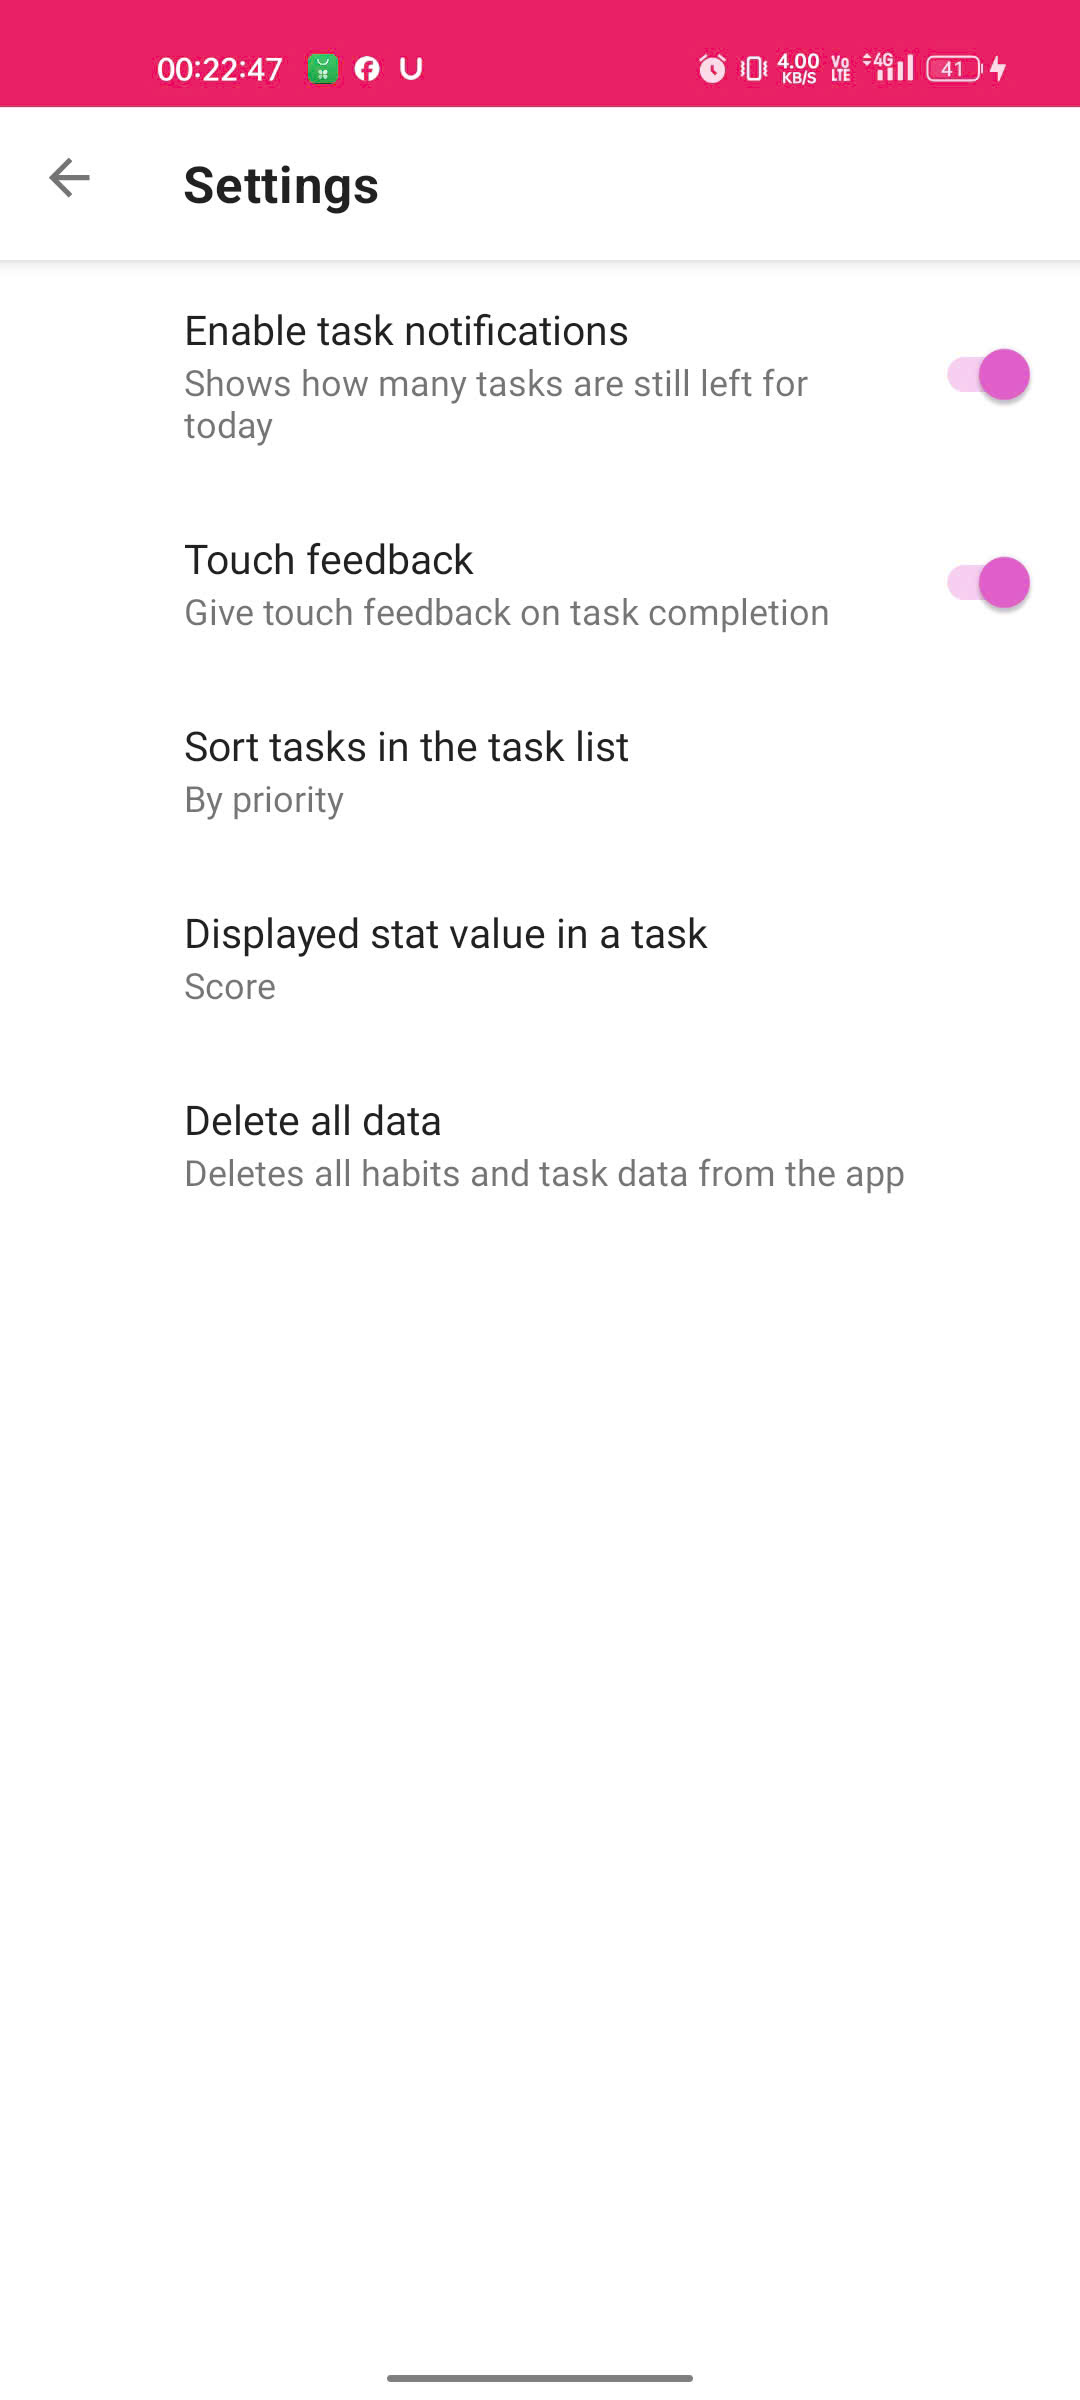 00:22:47 4.00 KB/S Vo LTE 4G 41
Settings
Enable task notifications
Shows how many tasks are still left for
today
Touch feedback
Give touch feedback on task completion
Sort tasks in the task list
By priority
Displayed stat value in a task
Score
Delete all data
Deletes all habits and task data from the app